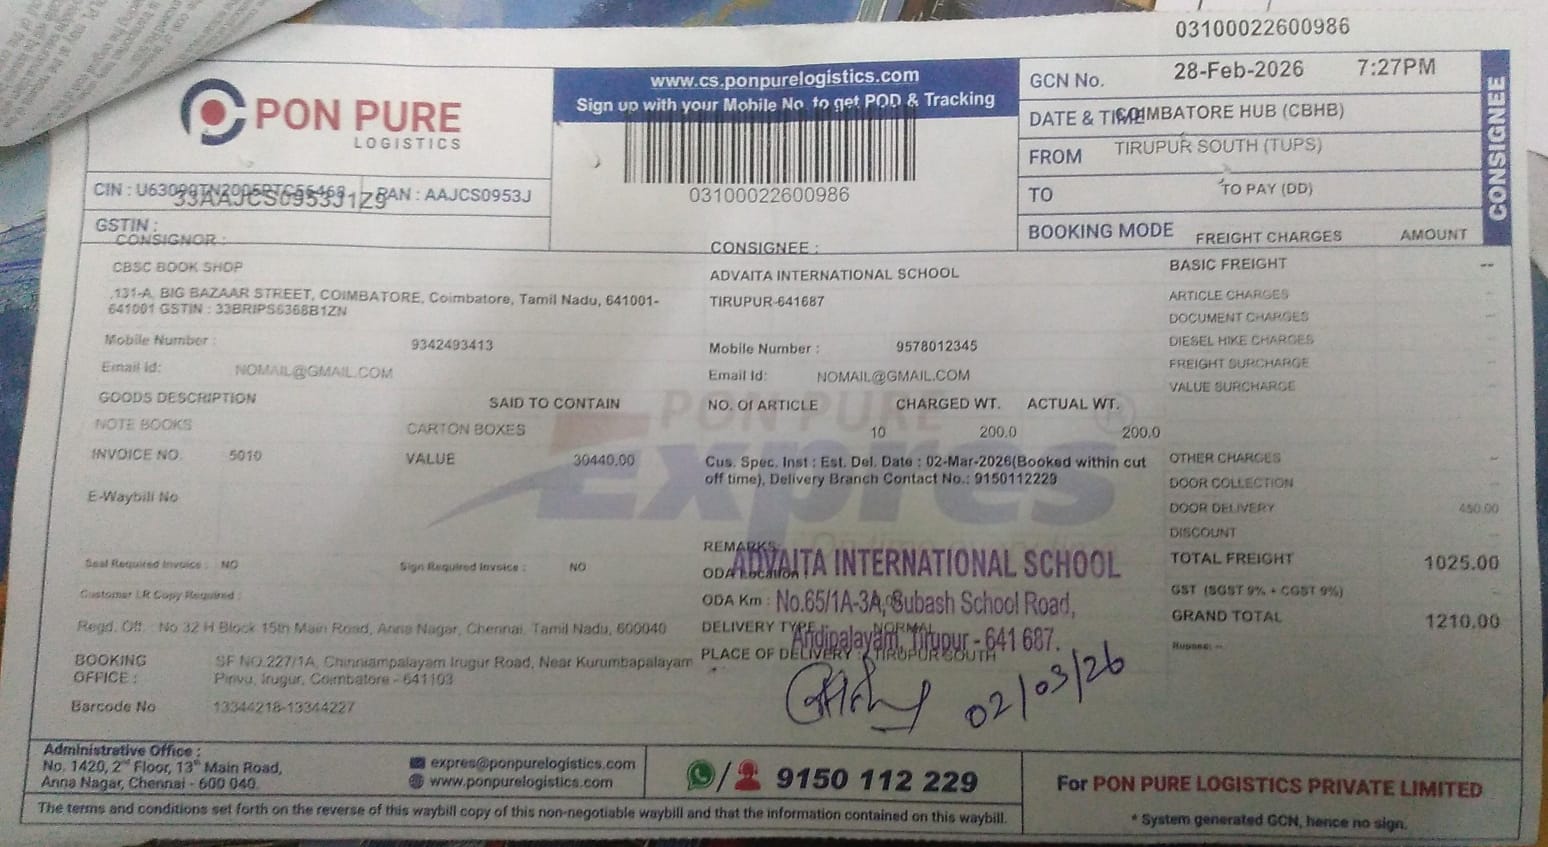 03100022600986
PON PURE
LOGISTICS
www.cs.ponpurelogistics.com
Sign up with your Mobile No. to get POD & Tracking
03100022600986
GCN No.
28-Feb-2026 7:27PM
DATE & TIME
COIMBATORE HUB (CBHB)
FROM
TIRUPUR SOUTH (TUPS)
TO
TO PAY (DD)
BOOKING MODE
CONSIGNEE
PAN : AAJCS0953J
33AAJCS0953J1Z9
GSTIN :
CONSIGNOR :
CBSC BOOK SHOP
.131-A, BIG BAZAAR STREET, COIMBATORE, Coimbatore, Tamil Nadu, 641001-
641001 GSTIN : 33BRIPS6368B1ZN
Mobile Number : 9342493413
Email Id: NOMAIL@GMAIL.COM
CONSIGNEE :
ADVAITA INTERNATIONAL SCHOOL
TIRUPUR-641687
Mobile Number : 9578012345
Email Id: NOMAIL@GMAIL.COM
FREIGHT CHARGES AMOUNT
BASIC FREIGHT --
ARTICLE CHARGES
DOCUMENT CHARGES
DIESEL HIKE CHARGES
FREIGHT SURCHARGE
VALUE SURCHARGE
GOODS DESCRIPTION SAID TO CONTAIN NO. Of ARTICLE CHARGED WT. ACTUAL WT.
NOTE BOOKS CARTON BOXES 10 200.0 200.0
INVOICE NO. 5010 VALUE 30440.00
E-Waybill No
Cus. Spec. Inst : Est. Del. Date : 02-Mar-2026(Booked within cut
off time), Delivery Branch Contact No.: 9150112229
PON PURE
Expres
OTHER CHARGES
DOOR COLLECTION
DOOR DELIVERY 450.00
DISCOUNT
TOTAL FREIGHT 1025.00
GST (SGST 9% + CGST 9%)
GRAND TOTAL 1210.00
Rupees: --
Seal Required Invoice : NO Sign Required Invoice : NO
Customer LR Copy Required :
REMARKS:
ODA Location :
ODA Km :
DELIVERY TYPE NORMAL
PLACE OF DELIVERY : TIRUPUR SOUTH
ADVAITA INTERNATIONAL SCHOOL
No.65/1A-3A, Subash School Road,
Andipalayam, Tirupur - 641 687.
02/03/26
Regd. Off. : No 32 H Block 15th Main Road, Anna Nagar, Chennai, Tamil Nadu, 600040
BOOKING OFFICE : SF NO.227/1A, Chinniampalayam Irugur Road, Near Kurumbapalayam
Pirivu, Irugur, Coimbatore - 641103
Barcode No 13344218-13344227
Administrative Office :
No. 1420, 2nd Floor, 13th Main Road,
Anna Nagar, Chennai - 600 040.
expres@ponpurelogistics.com
www.ponpurelogistics.com
9150 112 229
For PON PURE LOGISTICS PRIVATE LIMITED
* System generated GCN, hence no sign.
The terms and conditions set forth on the reverse of this waybill copy of this non-negotiable waybill and that the information contained on this waybill.